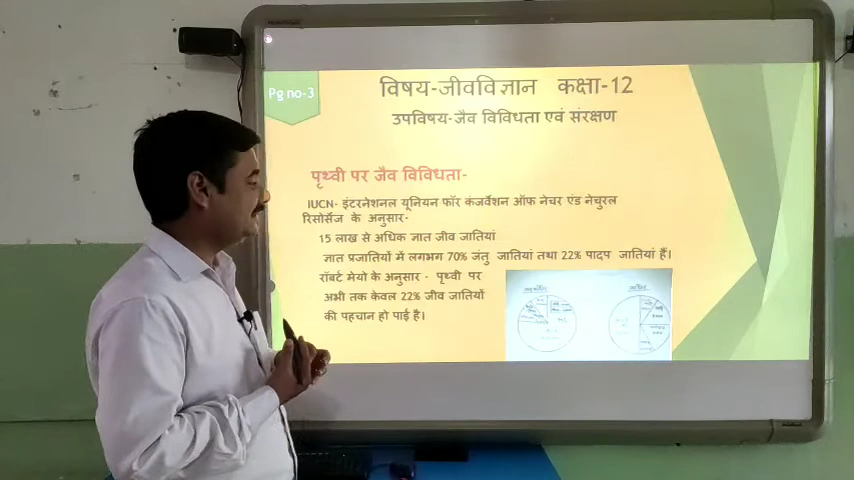 Pg no-3
विषय-जीवविज्ञान कक्षा-12
उपविषय-जैव विविधता एवं संरक्षण
पृथ्वी पर जैव विविधता-
IUCN- इंटरनेशनल यूनियन फॉर कंजर्वेशन ऑफ नेचर एंड नेचुरल
रिसोर्सेज के अनुसार-
15 लाख से अधिक ज्ञात जीव जातियां
ज्ञात प्रजातियों में लगभग 70% जंतु जातियां तथा 22% पादप जातियां हैं।
रॉबर्ट मेयो के अनुसार - पृथ्वी पर
अभी तक केवल 22% जीव जातियों
की पहचान हो पाई है।